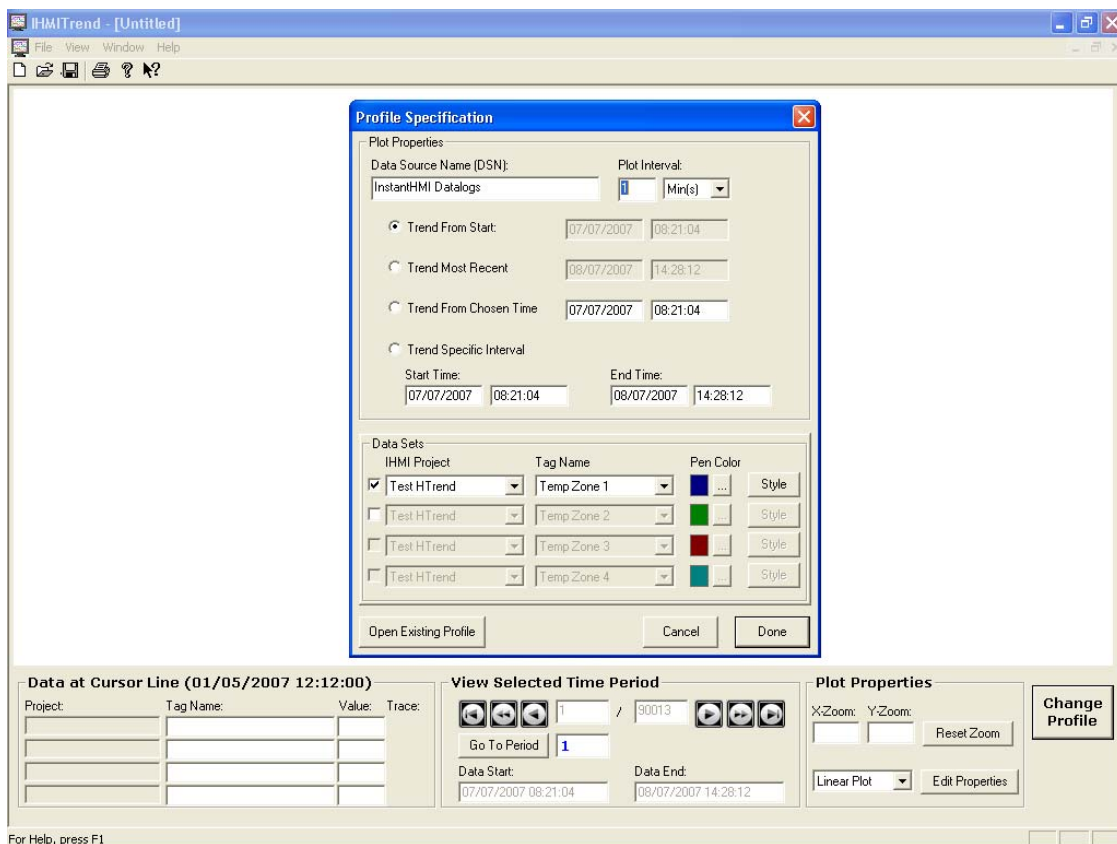 IHMITrend - [Untitled]
File View Window Help
Profile Specification
Plot Properties
Data Source Name (DSN): Plot Interval:
InstantHMI Datalogs 1 Min(s)
Trend From Start: 07/07/2007 08:21:04
Trend Most Recent 08/07/2007 14:28:12
Trend From Chosen Time 07/07/2007 08:21:04
Trend Specific Interval
Start Time: End Time:
07/07/2007 08:21:04 08/07/2007 14:28:12
Data Sets
IHMI Project Tag Name Pen Color
Test HTrend Temp Zone 1 ... Style
Test HTrend Temp Zone 2 ... Style
Test HTrend Temp Zone 3 ... Style
Test HTrend Temp Zone 4 ... Style
Open Existing Profile Cancel Done
Data at Cursor Line (01/05/2007 12:12:00)
Project: Tag Name: Value: Trace:
View Selected Time Period
1 / 90013
Go To Period 1
Data Start: Data End:
07/07/2007 08:21:04 08/07/2007 14:28:12
Plot Properties
X-Zoom: Y-Zoom:
Reset Zoom
Linear Plot Edit Properties
Change
Profile
For Help, press F1